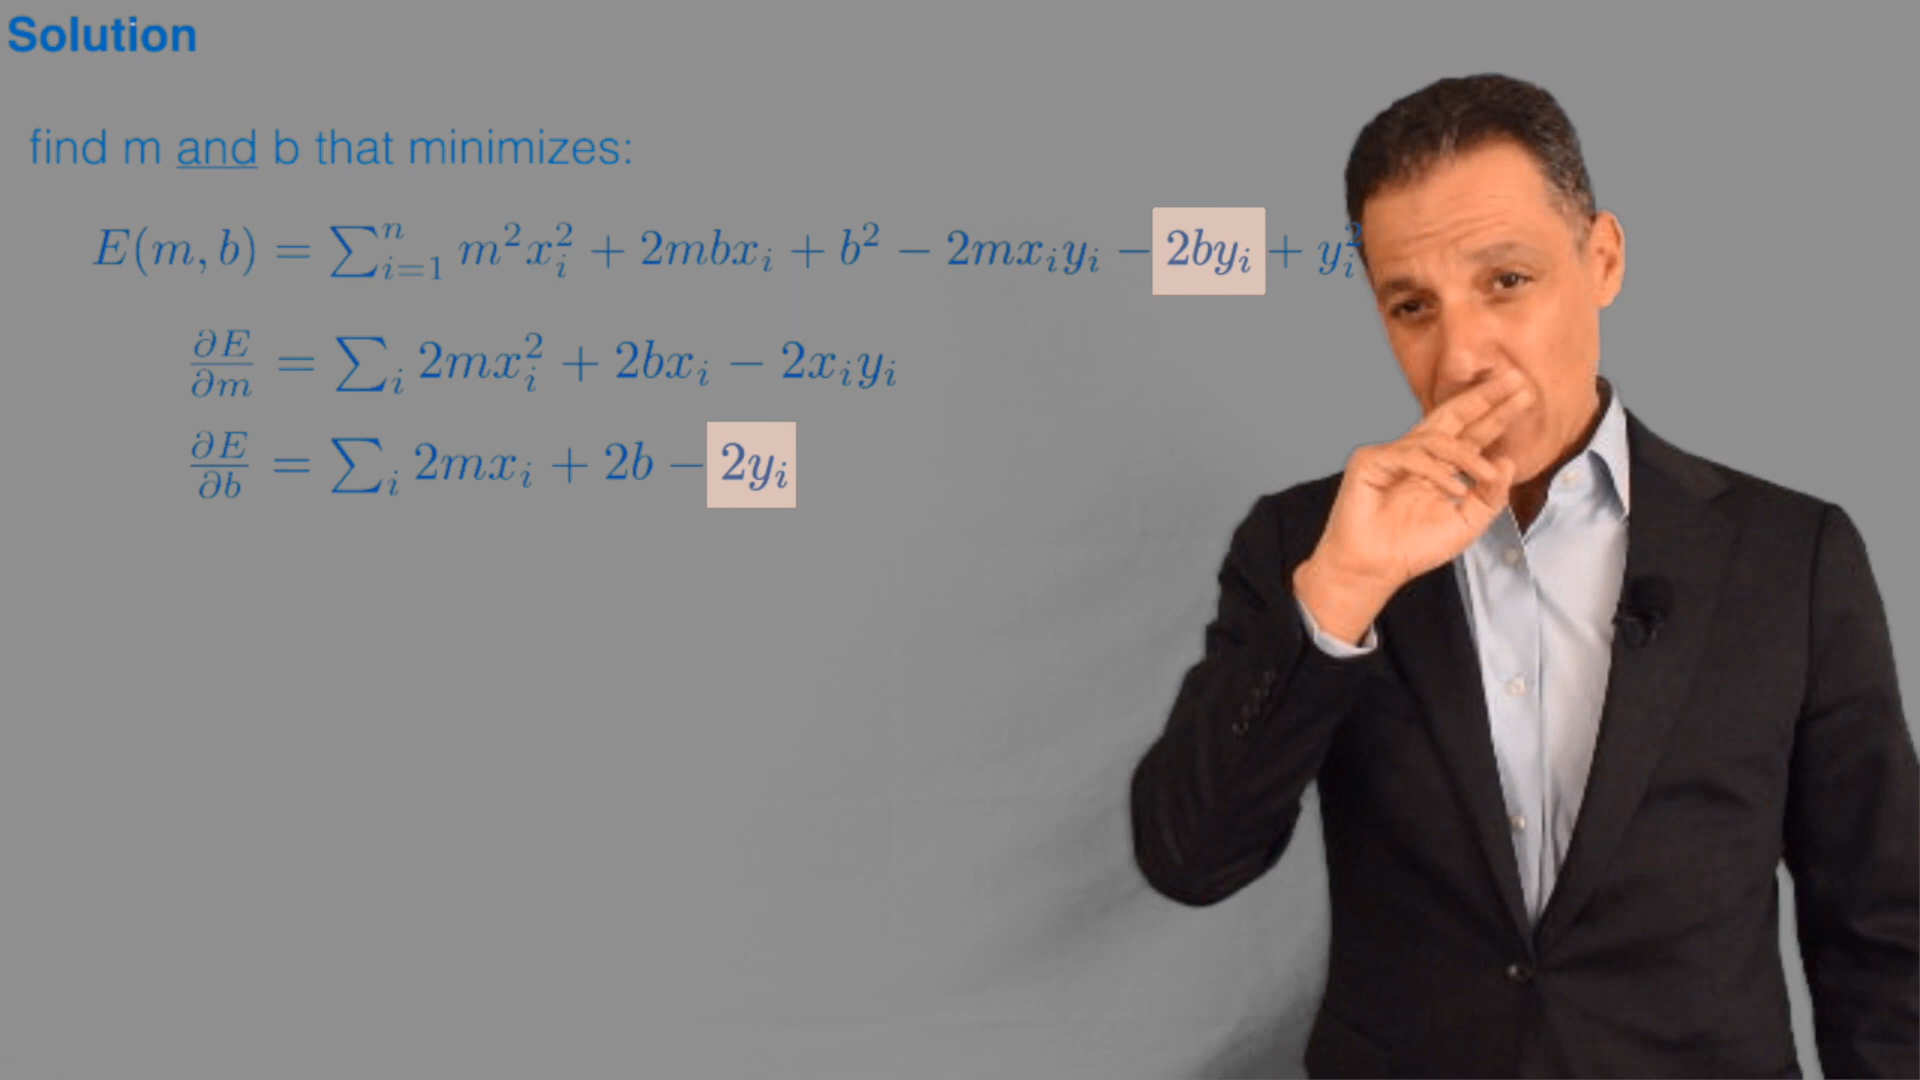 Solution
find m and b that minimizes:
E(m, b) = ∑ⁿᵢ₌₁ m²xᵢ² + 2mbxᵢ + b² − 2mxᵢyᵢ − 2byᵢ + yᵢ²
∂E/∂m = ∑ᵢ 2mxᵢ² + 2bxᵢ − 2xᵢyᵢ
∂E/∂b = ∑ᵢ 2mxᵢ + 2b − 2yᵢ